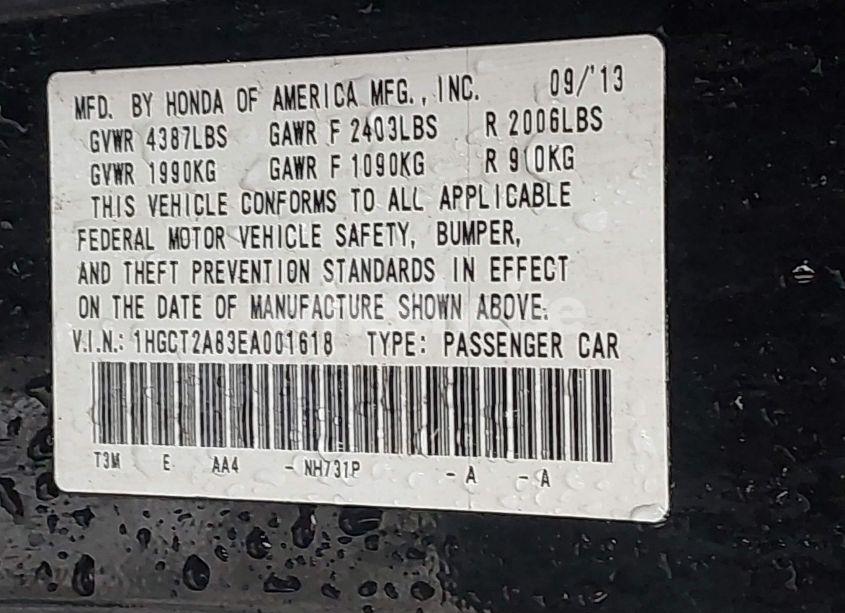 MFD. BY HONDA OF AMERICA MFG., INC. 09/'13
GVWR 4387LBS GAWR F 2403LBS R 2006LBS
GVWR 1990KG GAWR F 1090KG R 910KG
THIS VEHICLE CONFORMS TO ALL APPLICABLE
FEDERAL MOTOR VEHICLE SAFETY, BUMPER,
AND THEFT PREVENTION STANDARDS IN EFFECT
ON THE DATE OF MANUFACTURE SHOWN ABOVE.
V.I.N.: 1HGCT2A83EA001618 TYPE: PASSENGER CAR
T3M E AA4 - NH731P - A - A